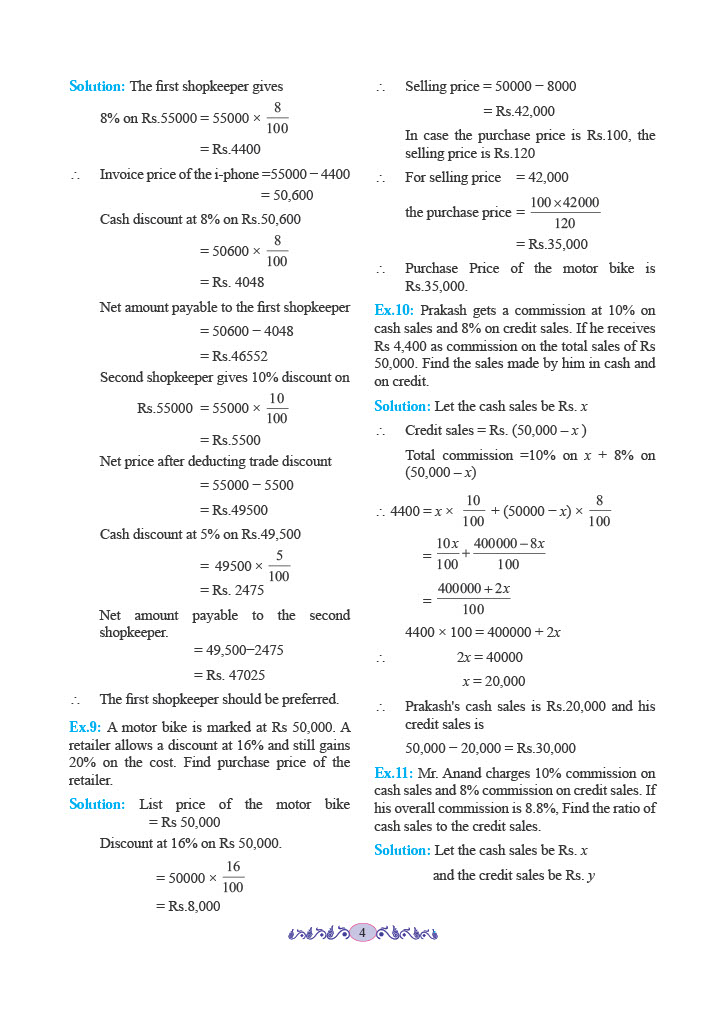 Solution: The first shopkeeper gives
8% on Rs.55000 = 55000 × 8/100
= Rs.4400
∴ Invoice price of the i-phone =55000 − 4400
= 50,600
Cash discount at 8% on Rs.50,600
= 50600 × 8/100
= Rs. 4048
Net amount payable to the first shopkeeper
= 50600 − 4048
= Rs.46552
Second shopkeeper gives 10% discount on
Rs.55000 = 55000 × 10/100
= Rs.5500
Net price after deducting trade discount
= 55000 − 5500
= Rs.49500
Cash discount at 5% on Rs.49,500
= 49500 × 5/100
= Rs. 2475
Net amount payable to the second
shopkeeper.
= 49,500−2475
= Rs. 47025
∴ The first shopkeeper should be preferred.
Ex.9: A motor bike is marked at Rs 50,000. A
retailer allows a discount at 16% and still gains
20% on the cost. Find purchase price of the
retailer.
Solution: List price of the motor bike
= Rs 50,000
Discount at 16% on Rs 50,000.
= 50000 × 16/100
= Rs.8,000
∴ Selling price = 50000 − 8000
= Rs.42,000
In case the purchase price is Rs.100, the
selling price is Rs.120
∴ For selling price = 42,000
the purchase price = 100×42000/120
= Rs.35,000
∴ Purchase Price of the motor bike is
Rs.35,000.
Ex.10: Prakash gets a commission at 10% on
cash sales and 8% on credit sales. If he receives
Rs 4,400 as commission on the total sales of Rs
50,000. Find the sales made by him in cash and
on credit.
Solution: Let the cash sales be Rs. x
∴ Credit sales = Rs. (50,000 – x )
Total commission =10% on x + 8% on
(50,000 – x)
∴ 4400 = x × 10/100 + (50000 − x) × 8/100
= 10x/100 + 400000 − 8x/100
= 400000 + 2x/100
4400 × 100 = 400000 + 2x
∴ 2x = 40000
x = 20,000
∴ Prakash's cash sales is Rs.20,000 and his
credit sales is
50,000 − 20,000 = Rs.30,000
Ex.11: Mr. Anand charges 10% commission on
cash sales and 8% commission on credit sales. If
his overall commission is 8.8%, Find the ratio of
cash sales to the credit sales.
Solution: Let the cash sales be Rs. x
and the credit sales be Rs. y
4